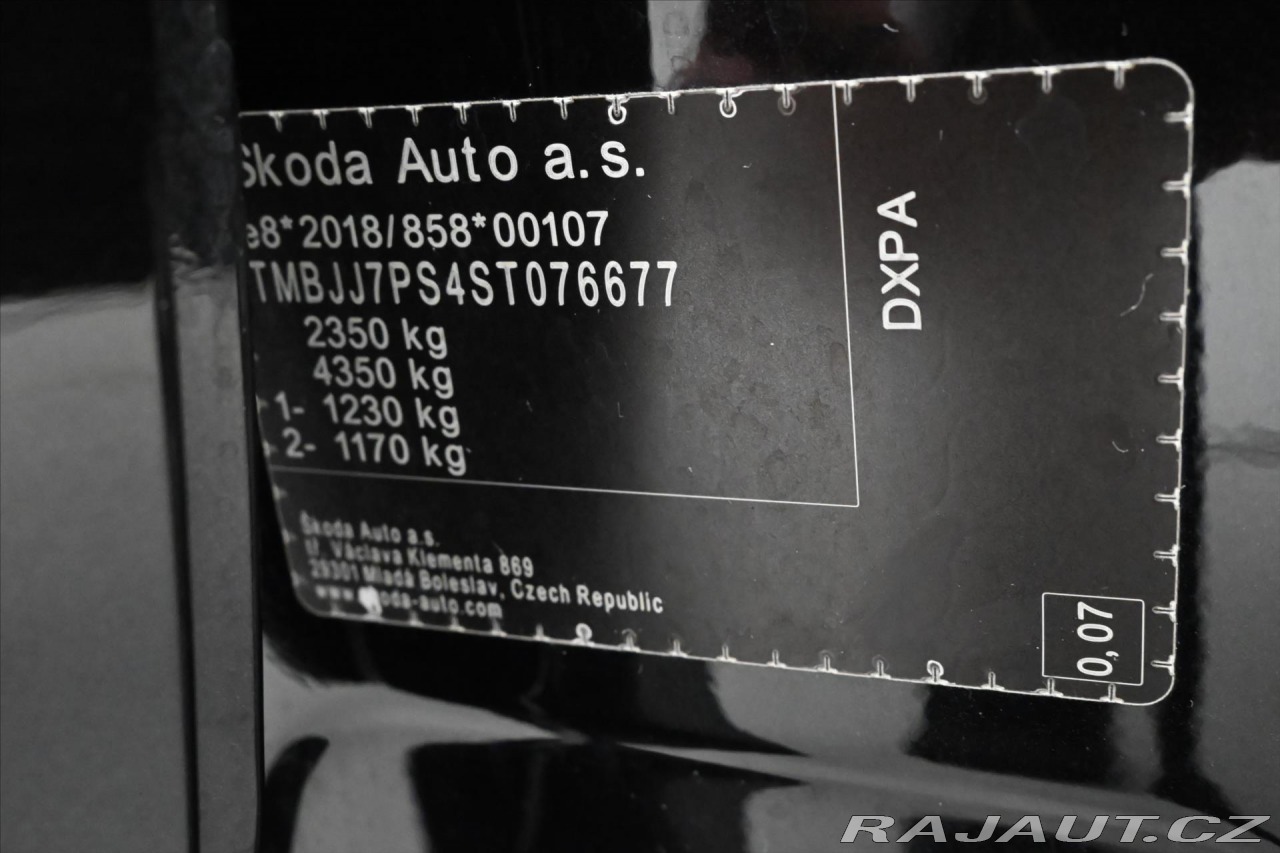 Škoda Auto a.s.
e8*2018/858*00107
TMBJJ7PS4ST076677
2350 kg
4350 kg
1- 1230 kg
2- 1170 kg
DXPA
Škoda Auto a.s.
tř. Václava Klementa 869
29301 Mladá Boleslav, Czech Republic
www.skoda-auto.com
0,07
RAJAUT.CZ